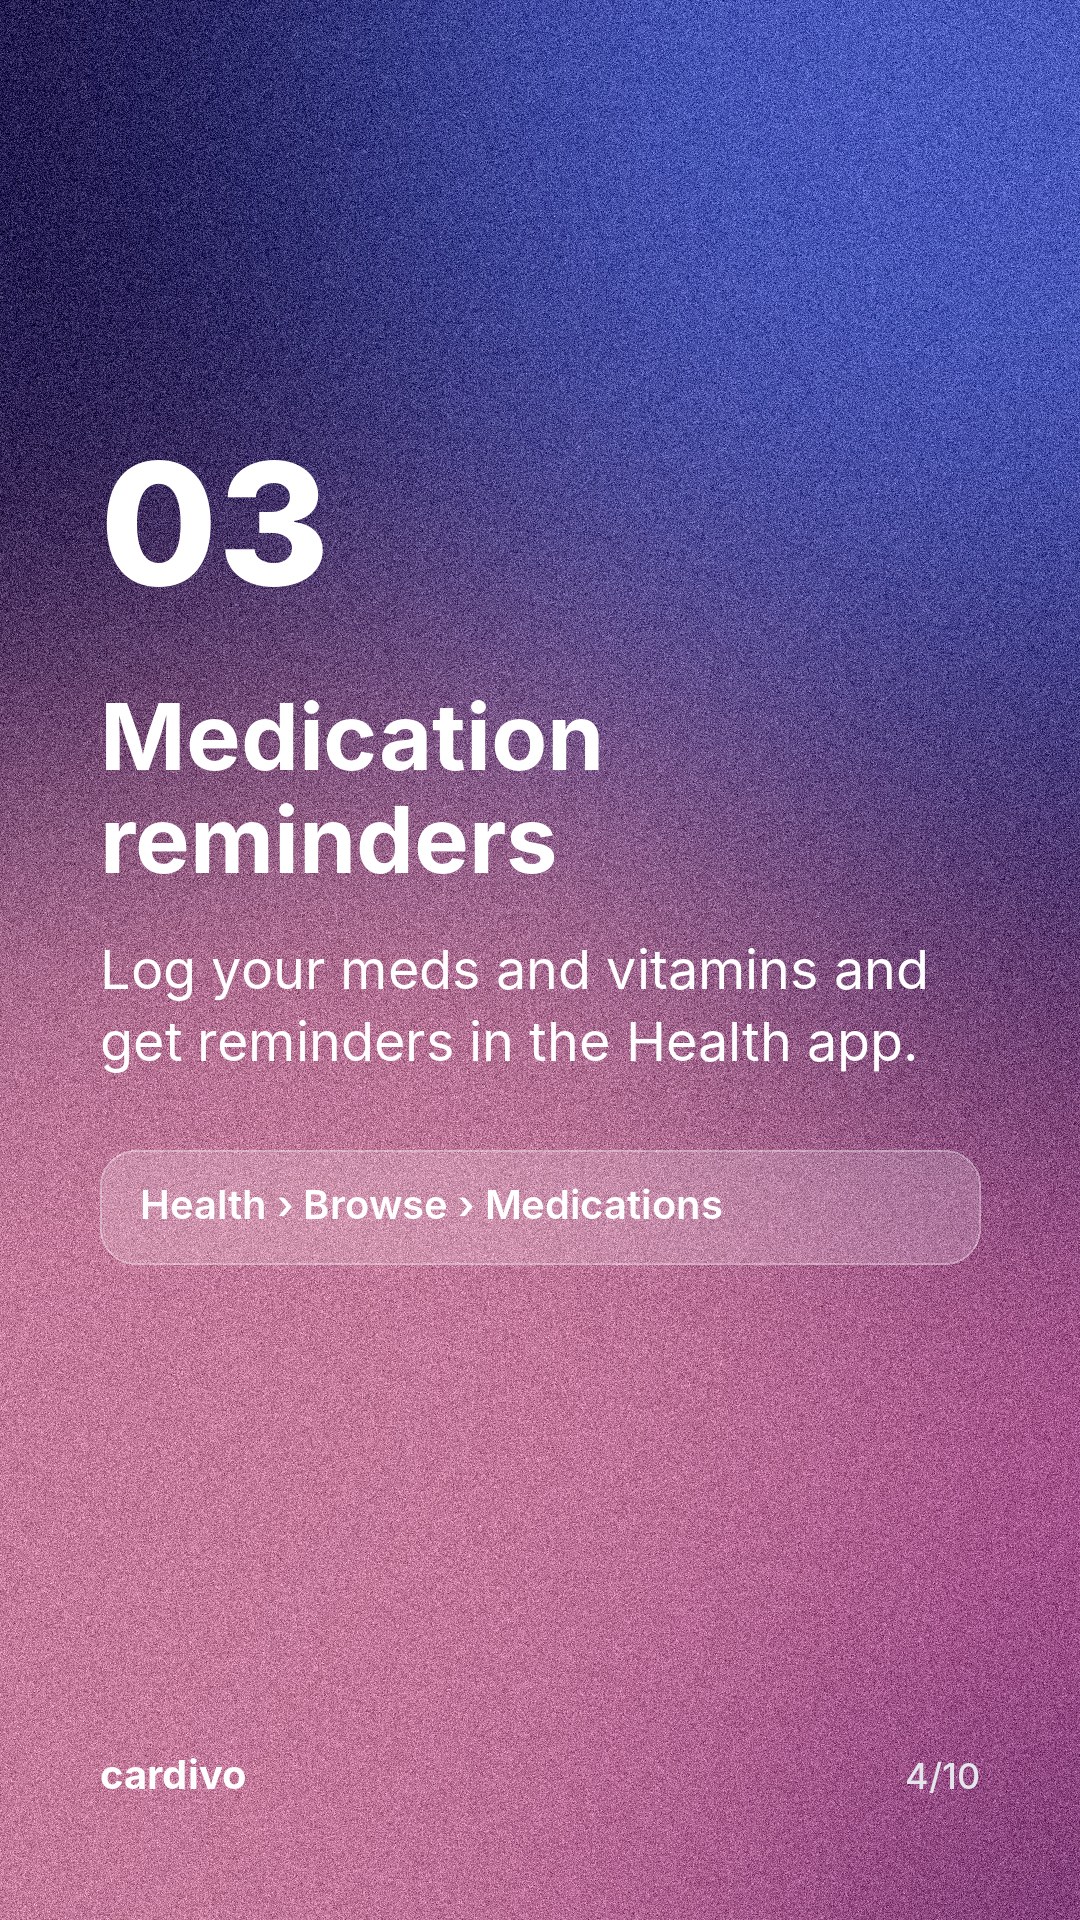 03
Medication
reminders
Log your meds and vitamins and
get reminders in the Health app.
Health › Browse › Medications
cardivo
4/10